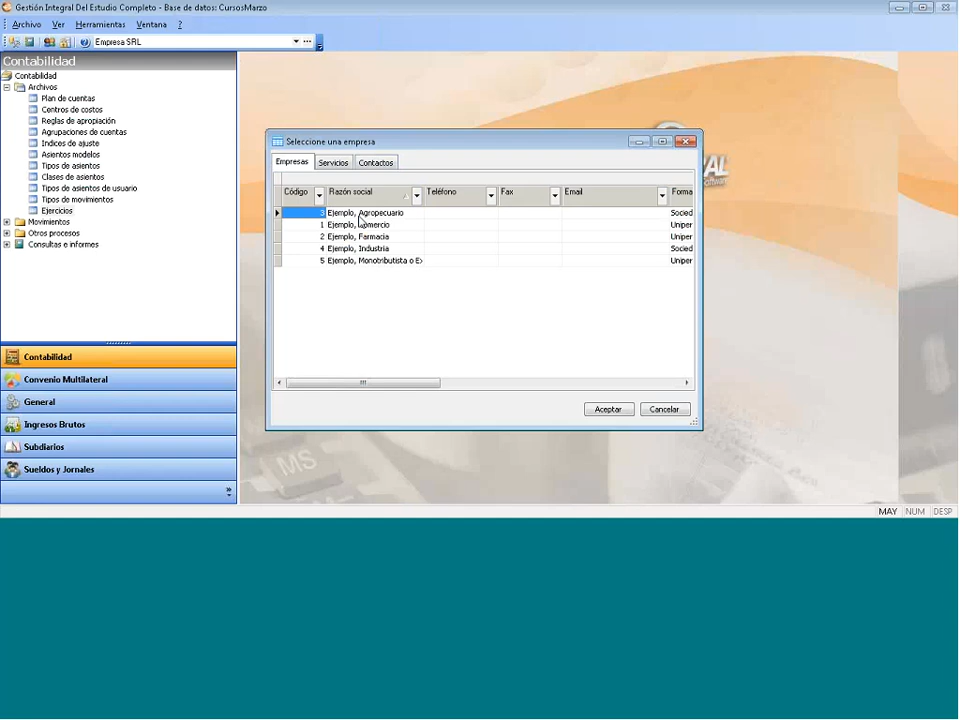 Gestión Integral Del Estudio Completo - Base de datos: CursosMarzo
Archivo Ver Herramientas Ventana ?
Empresa SRL
Contabilidad
Contabilidad
Archivos
Plan de cuentas
Centros de costos
Reglas de apropiación
Agrupaciones de cuentas
Indices de ajuste
Asientos modelos
Tipos de asientos
Clases de asientos
Tipos de asientos de usuario
Tipos de movimientos
Ejercicios
Movimientos
Otros procesos
Consultas e informes
Contabilidad
Convenio Multilateral
General
Ingresos Brutos
Subdiarios
Sueldos y Jornales
Seleccione una empresa
Empresas Servicios Contactos
Código Razón social Teléfono Fax Email Forma
3 Ejemplo, Agropecuario Socied
1 Ejemplo, Comercio Uniper
2 Ejemplo, Farmacia Uniper
4 Ejemplo, Industria Socied
5 Ejemplo, Monotributista o Ex Uniper
Aceptar Cancelar
MS
MAY NUM DESP